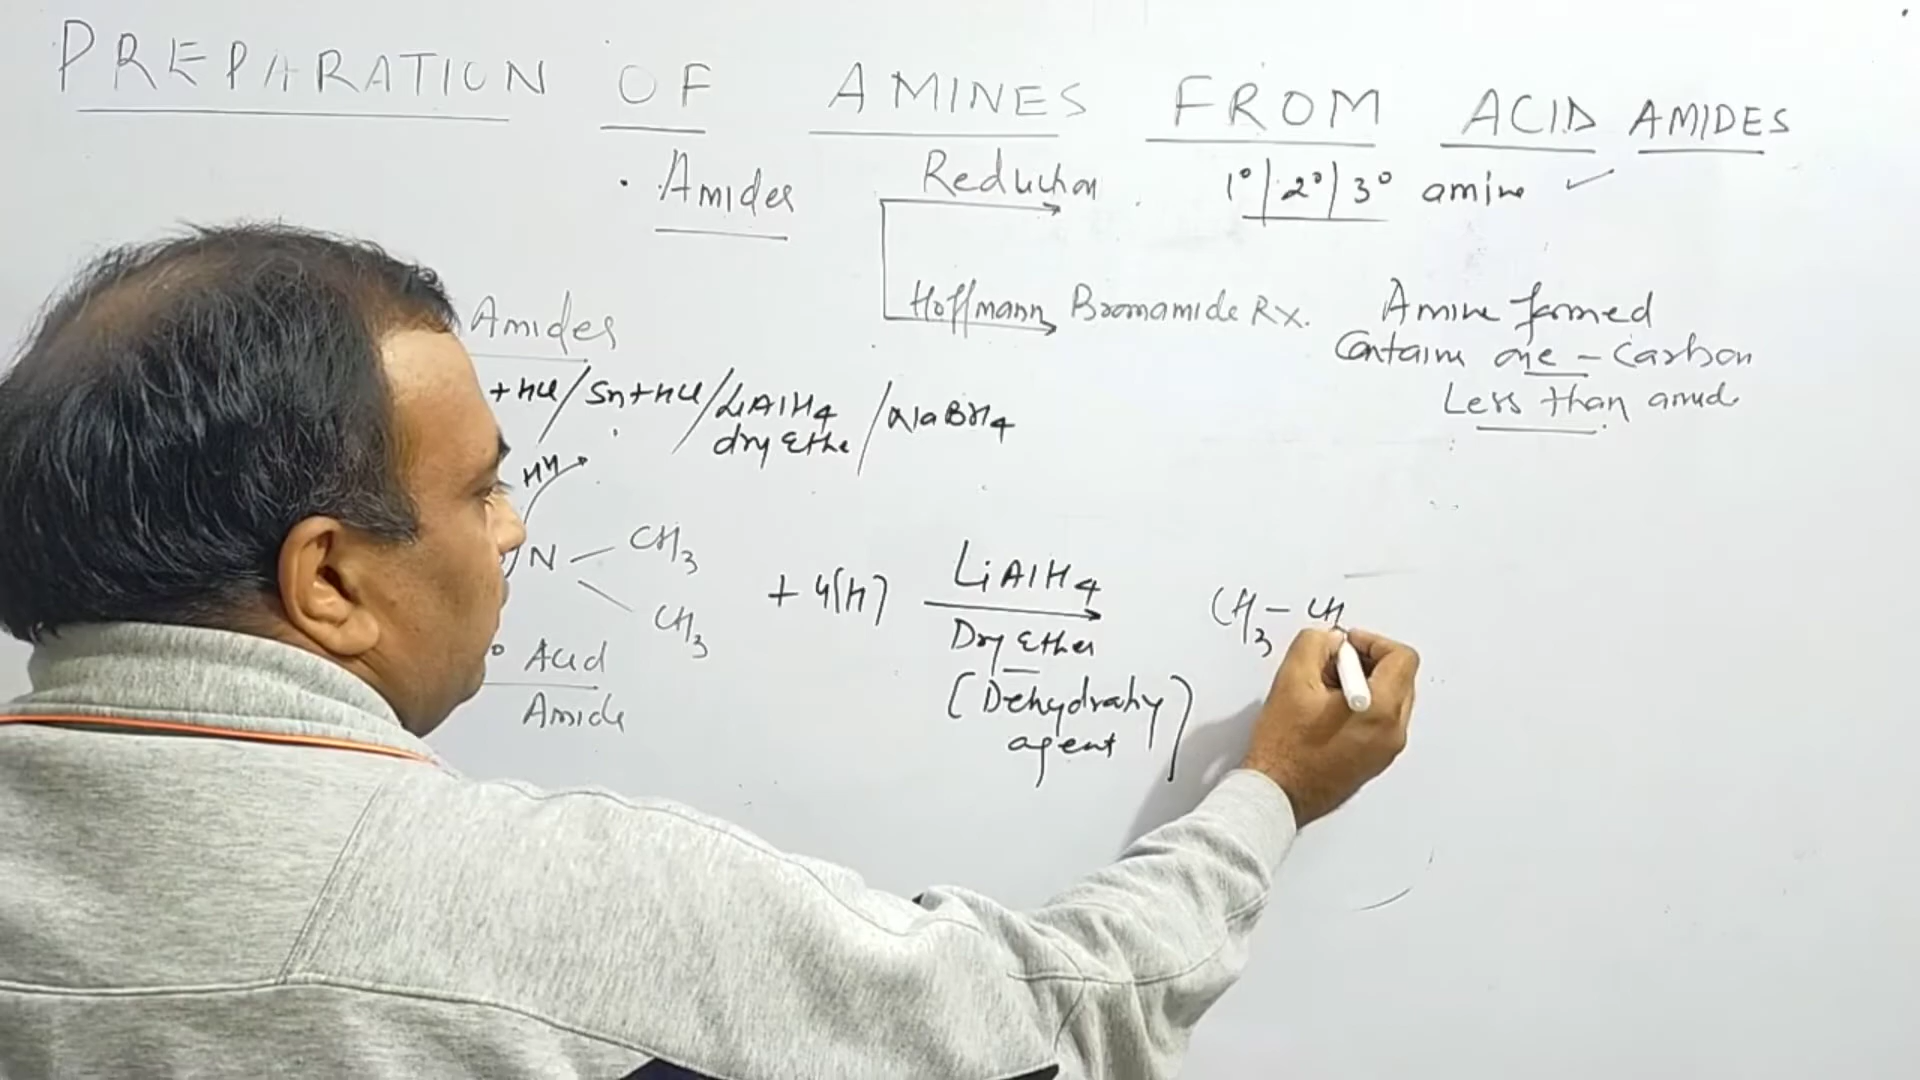 PREPARATION OF AMINES FROM ACID AMIDES
. Amides Reduction 1°/2°/3° amine ✓
Hoffmann Bromamide Rx. Amine formed
Contains one - Carbon
Less than amide
Amides
+ HCl / Sn + HCl / LiAlH4 / NaBH4
dry Ethe
N CH3
CH3
+ 4[H] LiAlH4 CH3 - CH
Dry Ether
(Dehydrating
agent)
° Acid
Amide